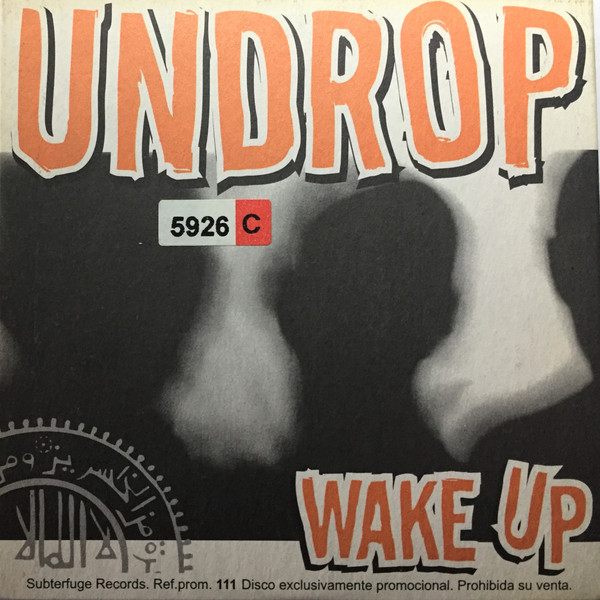 UNDROP
5926 C
WAKE UP
Subterfuge Records. Ref.prom. 111 Disco exclusivamente promocional. Prohibida su venta.